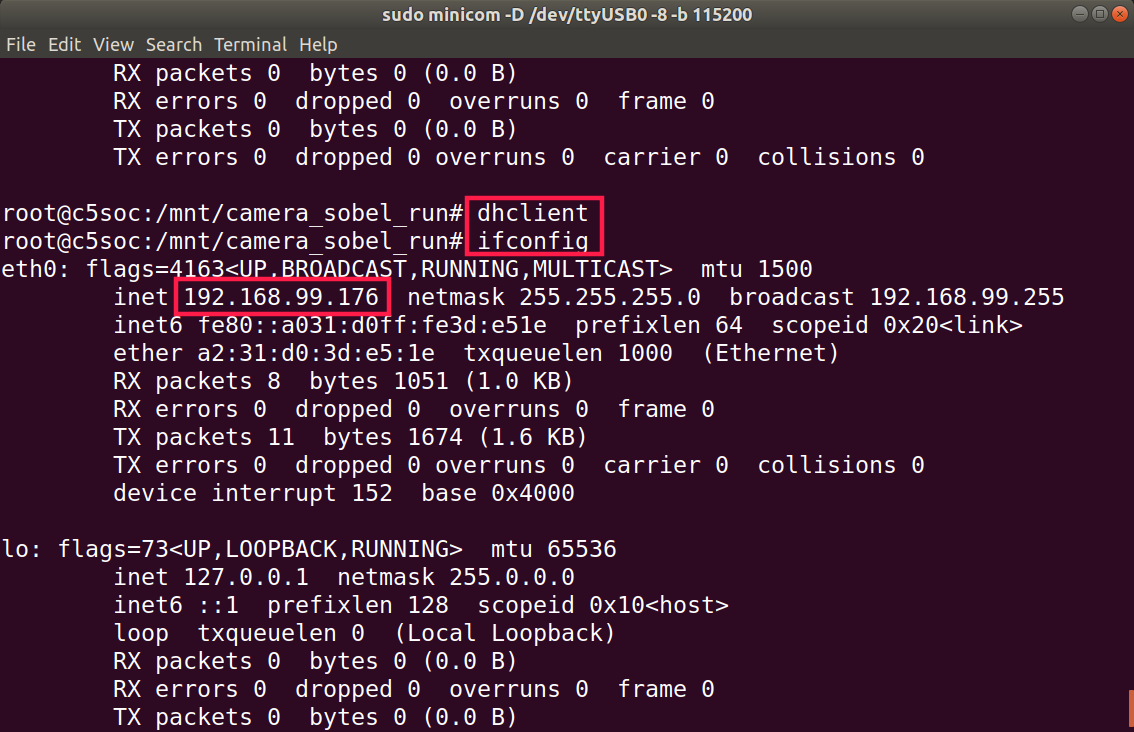 sudo minicom -D /dev/ttyUSB0 -8 -b 115200
File Edit View Search Terminal Help
RX packets 0  bytes 0 (0.0 B)
RX errors 0  dropped 0  overruns 0  frame 0
TX packets 0  bytes 0 (0.0 B)
TX errors 0  dropped 0 overruns 0  carrier 0  collisions 0
root@c5soc:/mnt/camera_sobel_run# dhclient
root@c5soc:/mnt/camera_sobel_run# ifconfig
eth0: flags=4163<UP,BROADCAST,RUNNING,MULTICAST>  mtu 1500
inet 192.168.99.176  netmask 255.255.255.0  broadcast 192.168.99.255
inet6 fe80::a031:d0ff:fe3d:e51e  prefixlen 64  scopeid 0x20<link>
ether a2:31:d0:3d:e5:1e  txqueuelen 1000  (Ethernet)
RX packets 8  bytes 1051 (1.0 KB)
RX errors 0  dropped 0  overruns 0  frame 0
TX packets 11  bytes 1674 (1.6 KB)
TX errors 0  dropped 0 overruns 0  carrier 0  collisions 0
device interrupt 152  base 0x4000
lo: flags=73<UP,LOOPBACK,RUNNING>  mtu 65536
inet 127.0.0.1  netmask 255.0.0.0
inet6 ::1  prefixlen 128  scopeid 0x10<host>
loop  txqueuelen 0  (Local Loopback)
RX packets 0  bytes 0 (0.0 B)
RX errors 0  dropped 0  overruns 0  frame 0
TX packets 0  bytes 0 (0.0 B)